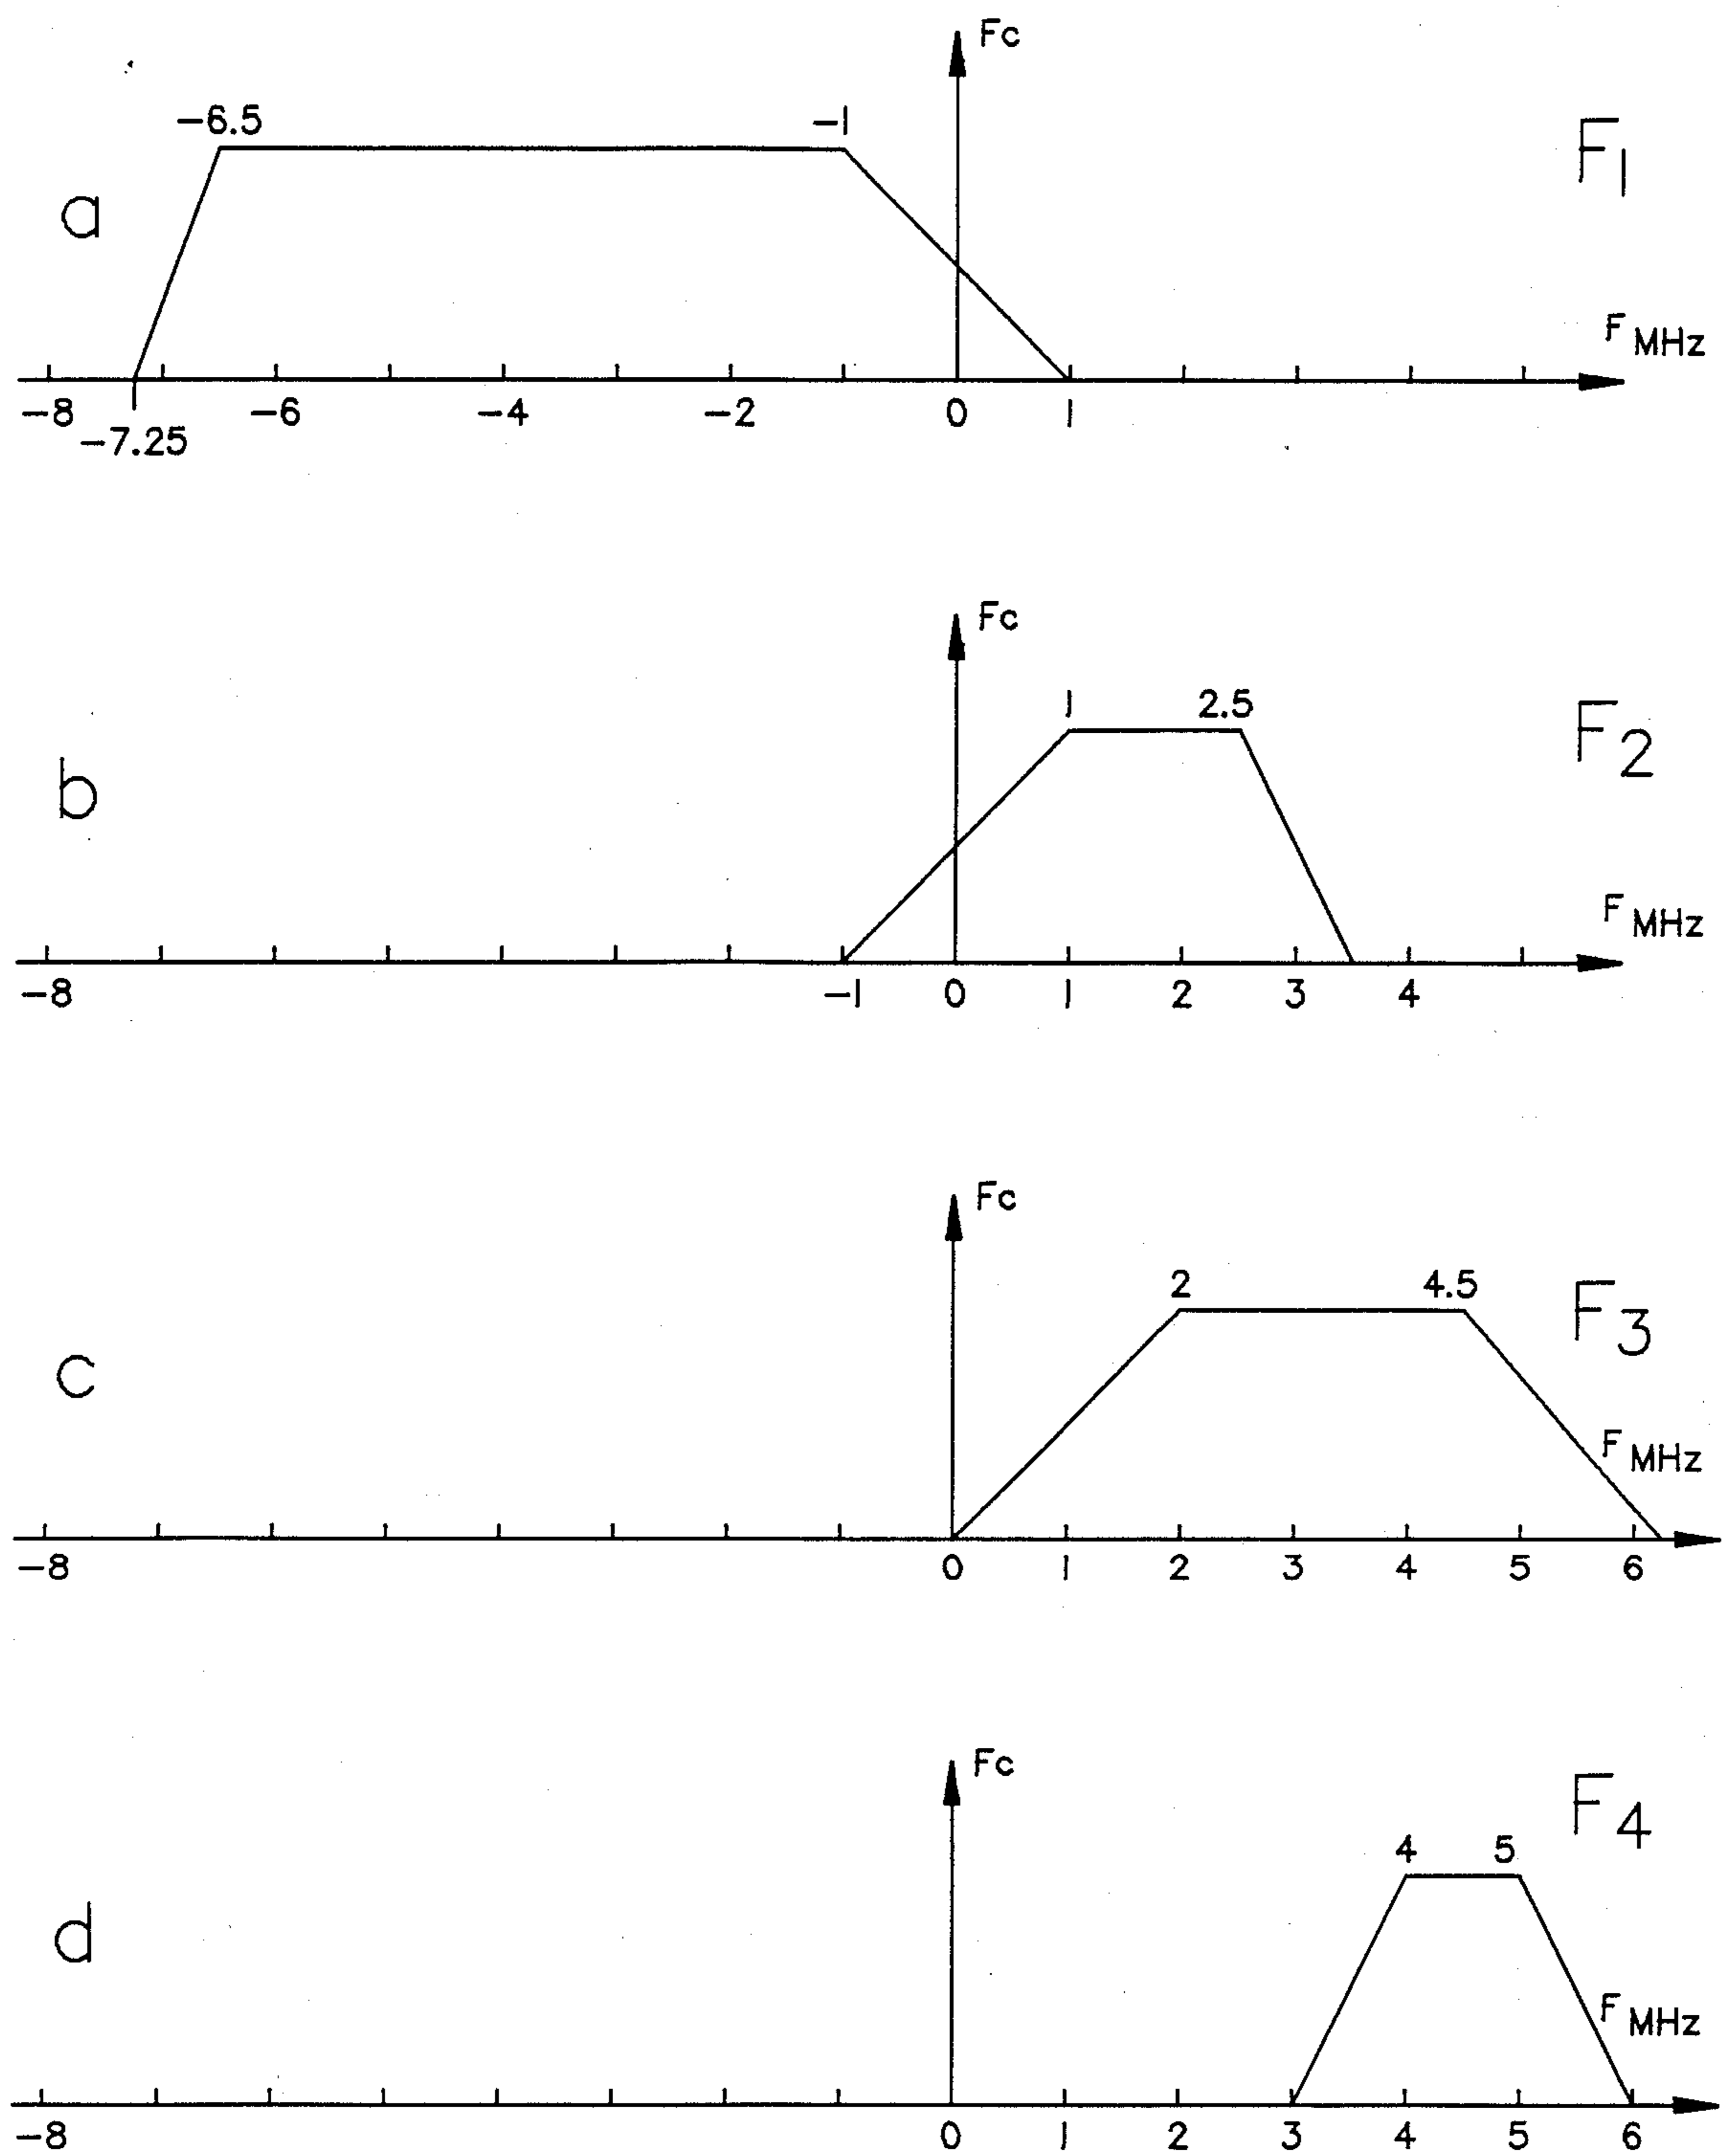 Fc
-6.5 -1 F1
a
F MHz
-8 -6 -4 -2 0 1
-7.25
Fc
1 2.5 F2
b
F MHz
-8 -1 0 1 2 3 4
Fc
2 4.5 F3
c
F MHz
-8 0 1 2 3 4 5 6
Fc
F4
4 5
d
F MHz
-8 0 1 2 3 4 5 6